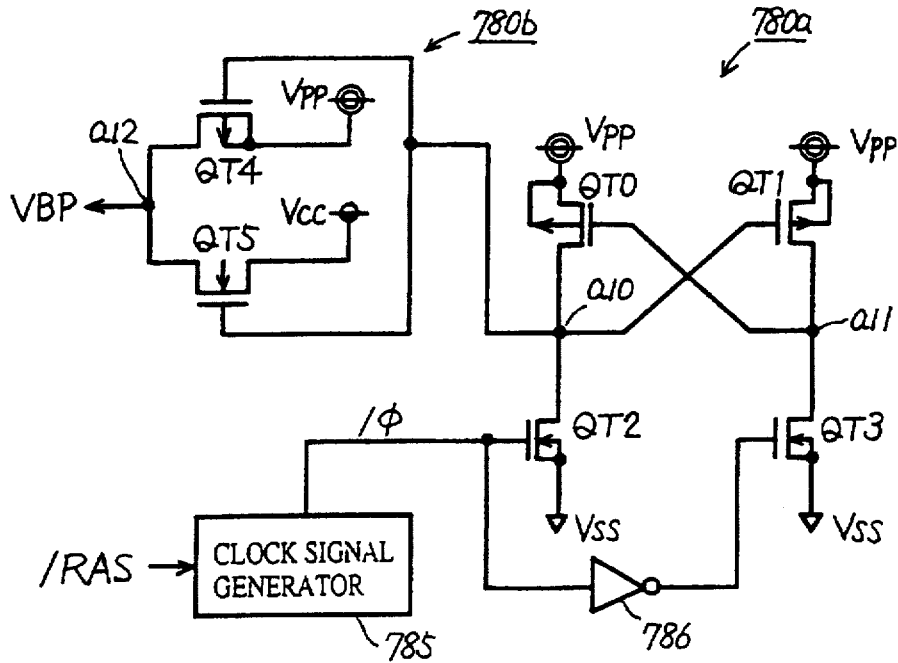 780b
780a
VPP
a12
QT4
VPP
QT0
QT1
VPP
VBP
VCC
QT5
a10
a11
/Φ
QT2
QT3
/RAS
CLOCK SIGNAL
GENERATOR
VSS
VSS
785
786